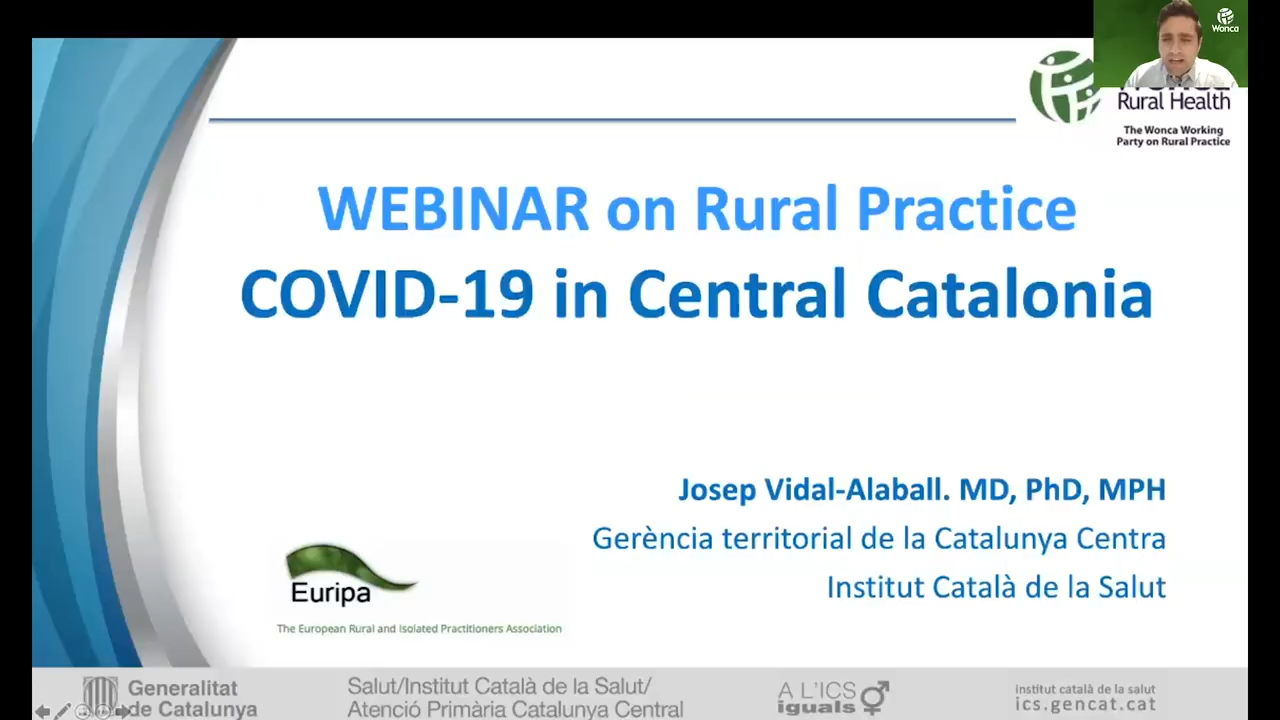 Wonca
Rural Health
The Wonca Working
Party on Rural Practice
WEBINAR on Rural Practice
COVID-19 in Central Catalonia
Josep Vidal-Alaball. MD, PhD, MPH
Gerència territorial de la Catalunya Centra
Institut Català de la Salut
Euripa
The European Rural and Isolated Practitioners Association
Generalitat
de Catalunya
Salut/Institut Català de la Salut/
Atenció Primària Catalunya Central
A L'ICS
iguals
institut català de la salut
ics.gencat.cat